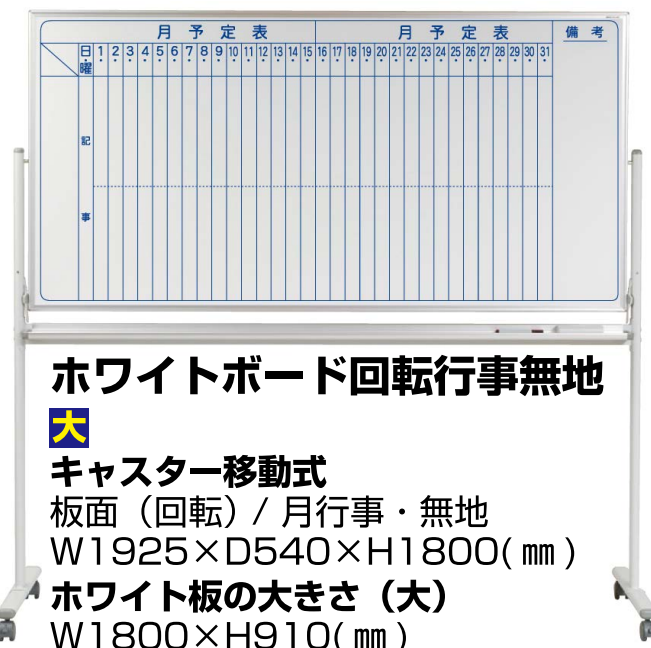 月予定表 月予定表 備考
日 1 2 3 4 5 6 7 8 9 10 11 12 13 14 15 16 17 18 19 20 21 22 23 24 25 26 27 28 29 30 31
・
曜
記
事
ホワイトボード回転行事無地
大
キャスター移動式
板面（回転）/ 月行事・無地
W1925×D540×H1800(㎜)
ホワイト板の大きさ（大）
W1800×H910(㎜)